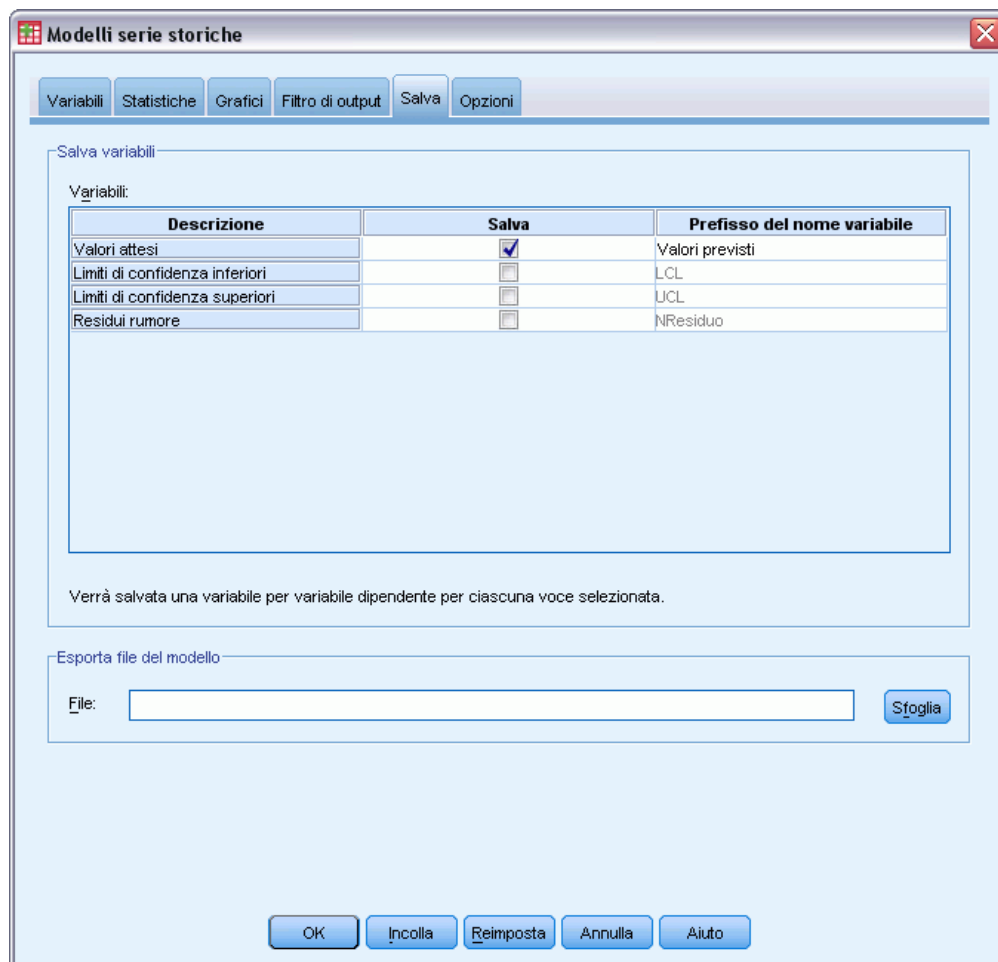 Modelli serie storiche
Variabili Statistiche Grafici Filtro di output Salva Opzioni
Salva variabili
Variabili:
Descrizione Salva Prefisso del nome variabile
Valori attesi Valori previsti
Limiti di confidenza inferiori LCL
Limiti di confidenza superiori UCL
Residui rumore NResiduo
Verrà salvata una variabile per variabile dipendente per ciascuna voce selezionata.
Esporta file del modello
File: Sfoglia
OK Incolla Reimposta Annulla Aiuto